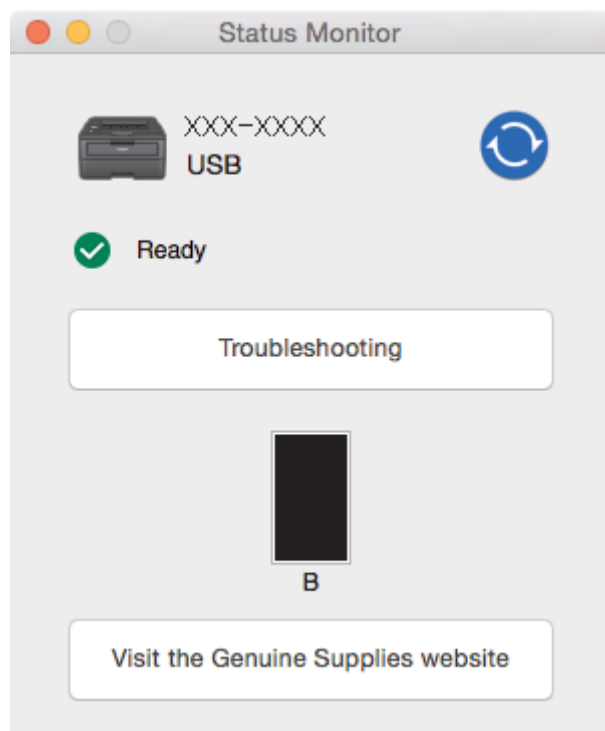 Status Monitor
XXX-XXXX
USB
Ready
Troubleshooting
B
Visit the Genuine Supplies website